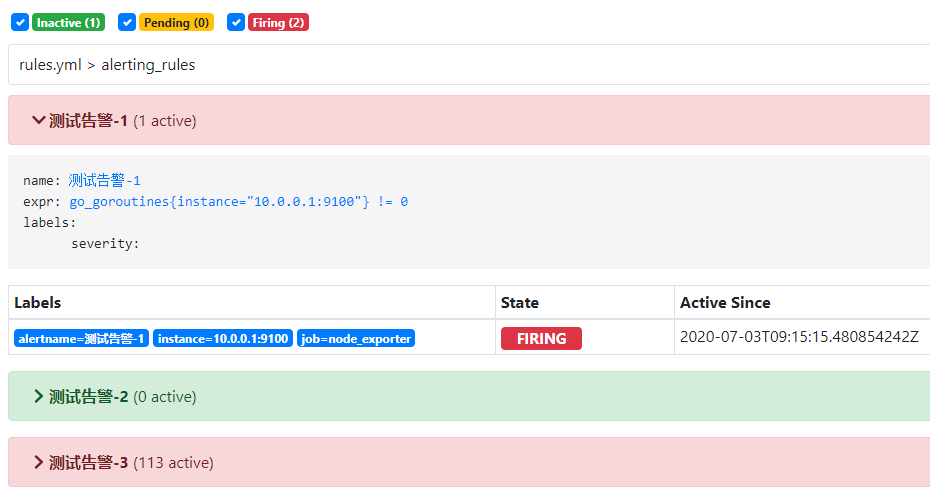 Inactive (1) Pending (0) Firing (2)
rules.yml > alerting_rules
测试告警-1 (1 active)
name: 测试告警-1
expr: go_goroutines{instance="10.0.0.1:9100"} != 0
labels:
severity:
Labels State Active Since
alertname=测试告警-1 instance=10.0.0.1:9100 job=node_exporter FIRING 2020-07-03T09:15:15.480854242Z
测试告警-2 (0 active)
测试告警-3 (113 active)